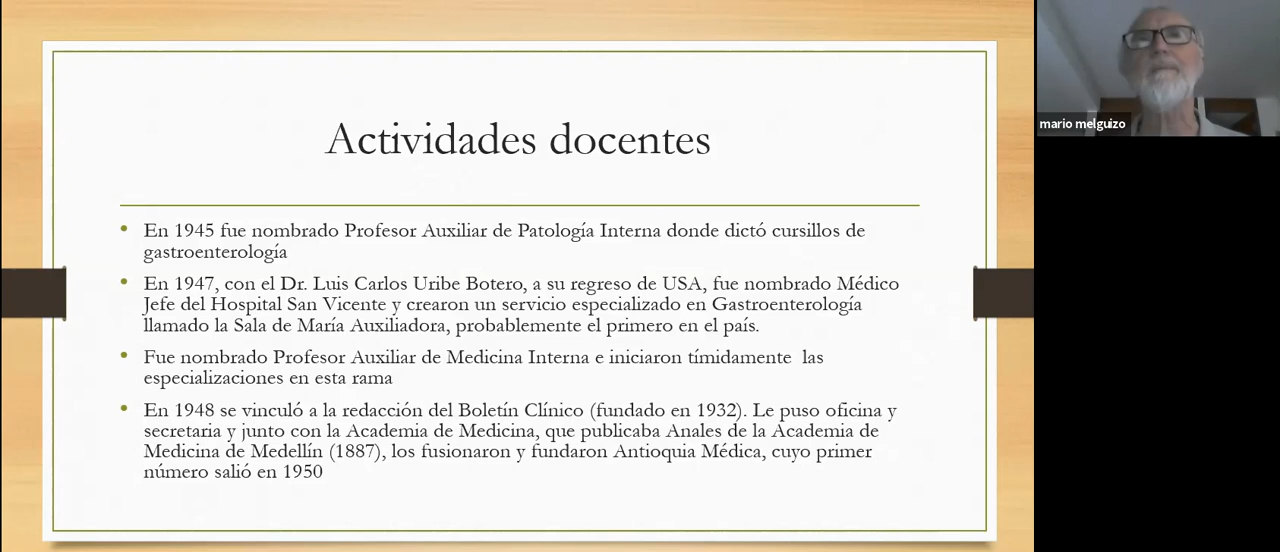 Actividades docentes
En 1945 fue nombrado Profesor Auxiliar de Patología Interna donde dictó cursillos de
gastroenterología
En 1947, con el Dr. Luis Carlos Uribe Botero, a su regreso de USA, fue nombrado Médico
Jefe del Hospital San Vicente y crearon un servicio especializado en Gastroenterología
llamado la Sala de María Auxiliadora, probablemente el primero en el país.
Fue nombrado Profesor Auxiliar de Medicina Interna e iniciaron tímidamente las
especializaciones en esta rama
En 1948 se vinculó a la redacción del Boletín Clínico (fundado en 1932). Le puso oficina y
secretaria y junto con la Academia de Medicina, que publicaba Anales de la Academia de
Medicina de Medellín (1887), los fusionaron y fundaron Antioquia Médica, cuyo primer
número salió en 1950
mario melguizo